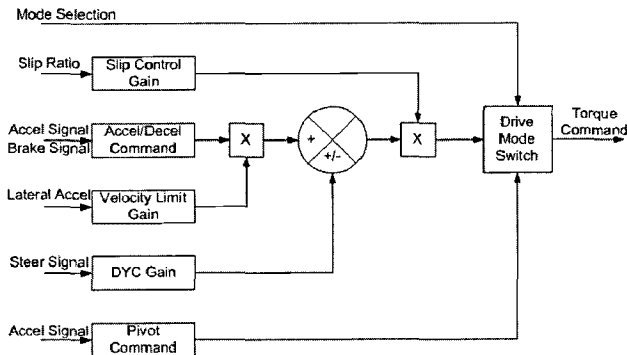 Mode Selection
Slip Ratio
Slip Control
Gain
Accel Signal
Brake Signal
Accel/Decel
Command
X
+
+/-
X
Drive
Mode
Switch
Torque
Command
Lateral Accel
Velocity Limit
Gain
Steer Signal
DYC Gain
Accel Signal
Pivot
Command